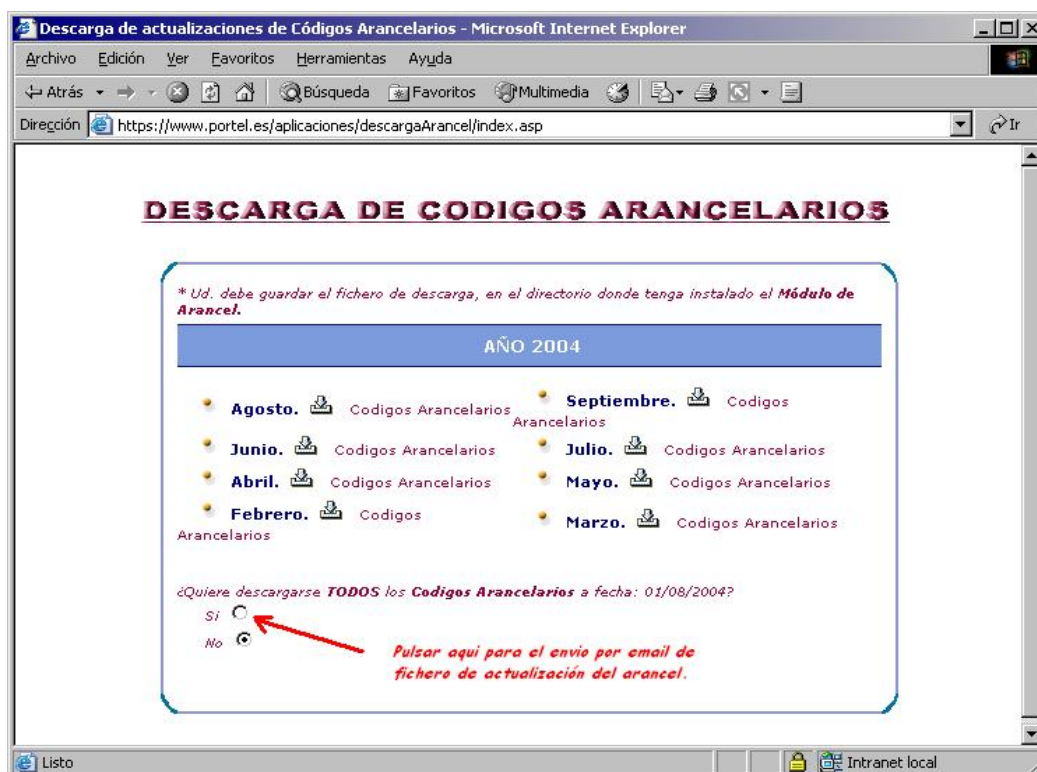 Descarga de actualizaciones de Códigos Arancelarios - Microsoft Internet Explorer
Archivo Edición Ver Favoritos Herramientas Ayuda
Atrás Búsqueda Favoritos Multimedia
Dirección https://www.portel.es/aplicaciones/descargaArancel/index.asp Ir
DESCARGA DE CODIGOS ARANCELARIOS
* Ud. debe guardar el fichero de descarga, en el directorio donde tenga instalado el Módulo de
Arancel.
AÑO 2004
Agosto. Codigos Arancelarios
Septiembre. Codigos
Arancelarios
Junio. Codigos Arancelarios
Julio. Codigos Arancelarios
Abril. Codigos Arancelarios
Mayo. Codigos Arancelarios
Febrero. Codigos
Arancelarios
Marzo. Codigos Arancelarios
¿Quiere descargarse TODOS los Codigos Arancelarios a fecha: 01/08/2004?
Si
No
Pulsar aqui para el envio por email de
fichero de actualización del arancel.
Listo Intranet local